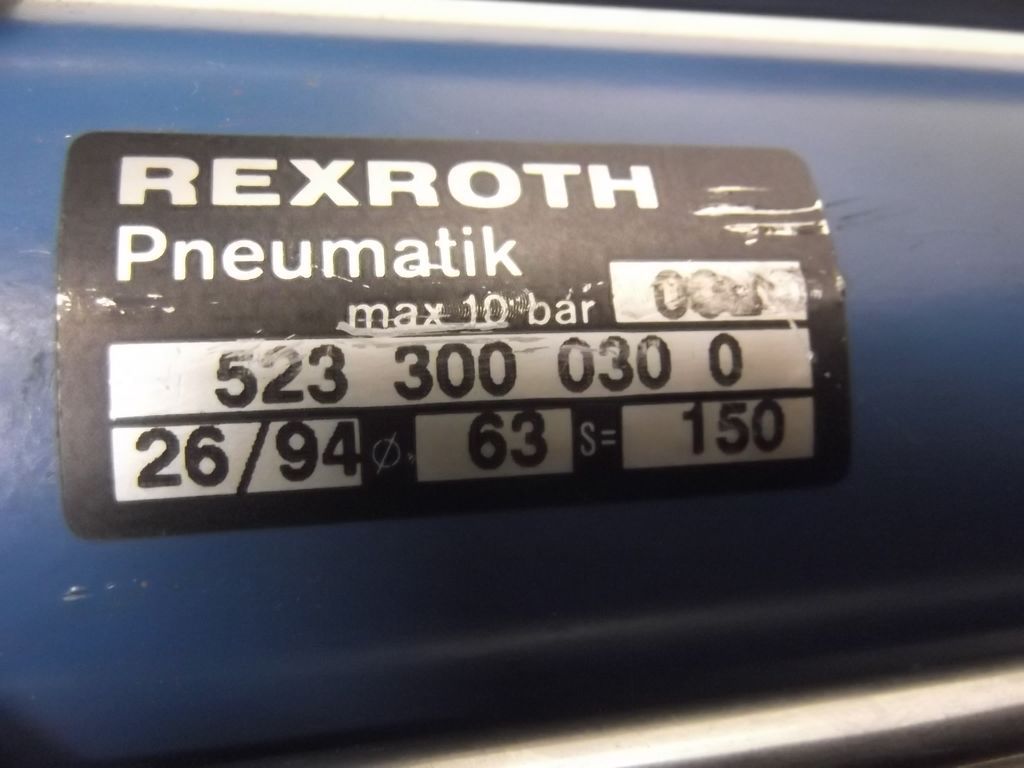 REXROTH
Pneumatik
max 10 bar
523 300 030 0
26/94 ⌀ 63 S= 150